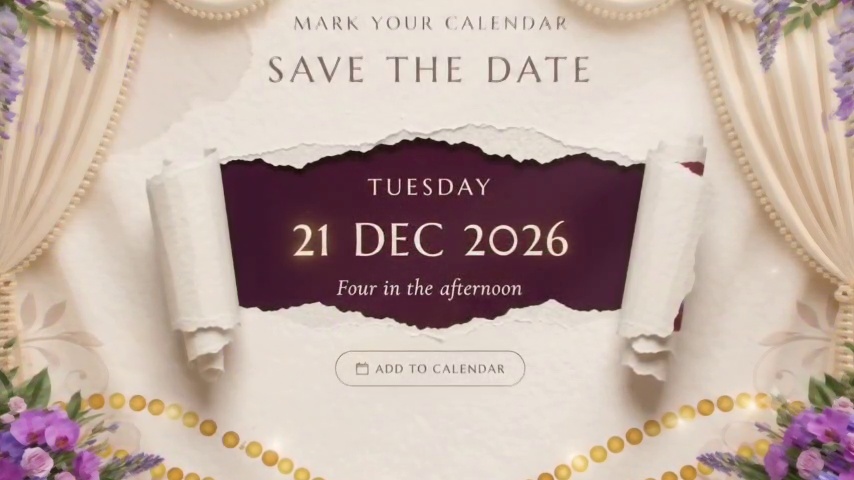 MARK YOUR CALENDAR
SAVE THE DATE
TUESDAY
21 DEC 2026
Four in the afternoon
ADD TO CALENDAR